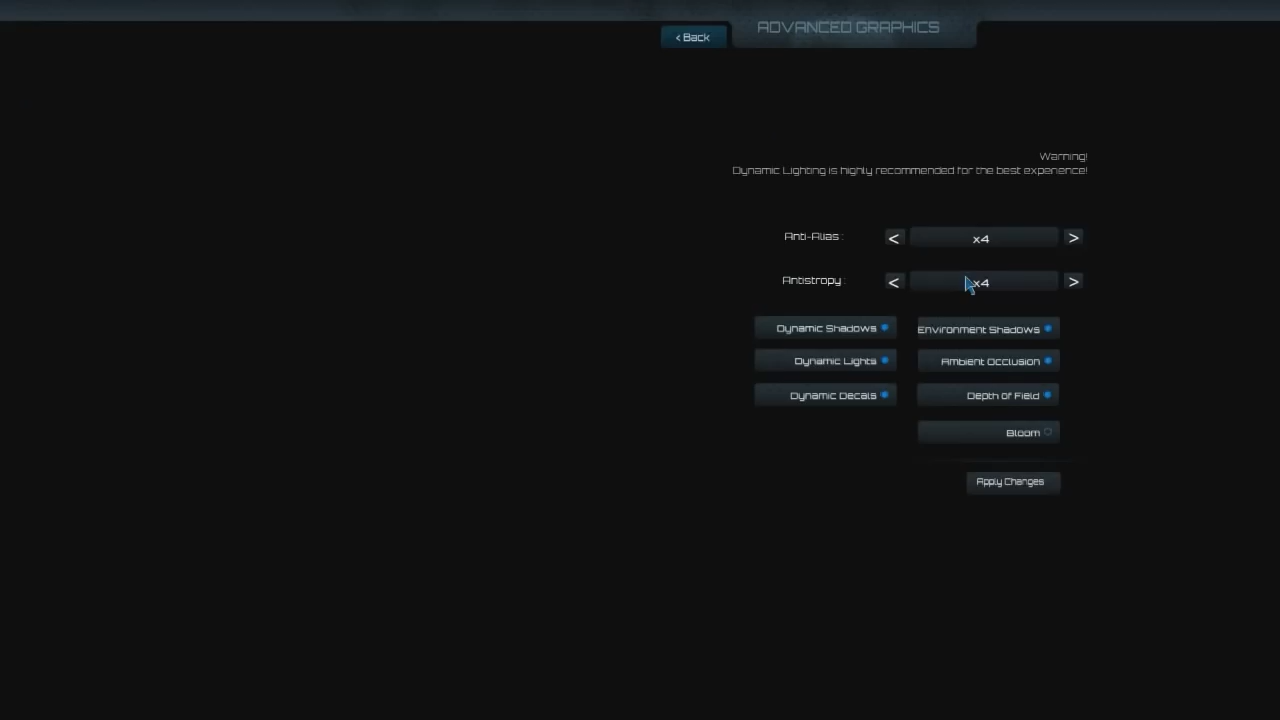 < Back
ADVANCED GRAPHICS
Warning!
Dynamic Lighting is highly recommended for the best experience!
Anti-Alias : < x4 >
Antistropy : < x4 >
Dynamic Shadows Environment Shadows
Dynamic Lights Ambient Occlusion
Dynamic Decals Depth of Field
Bloom
Apply Changes